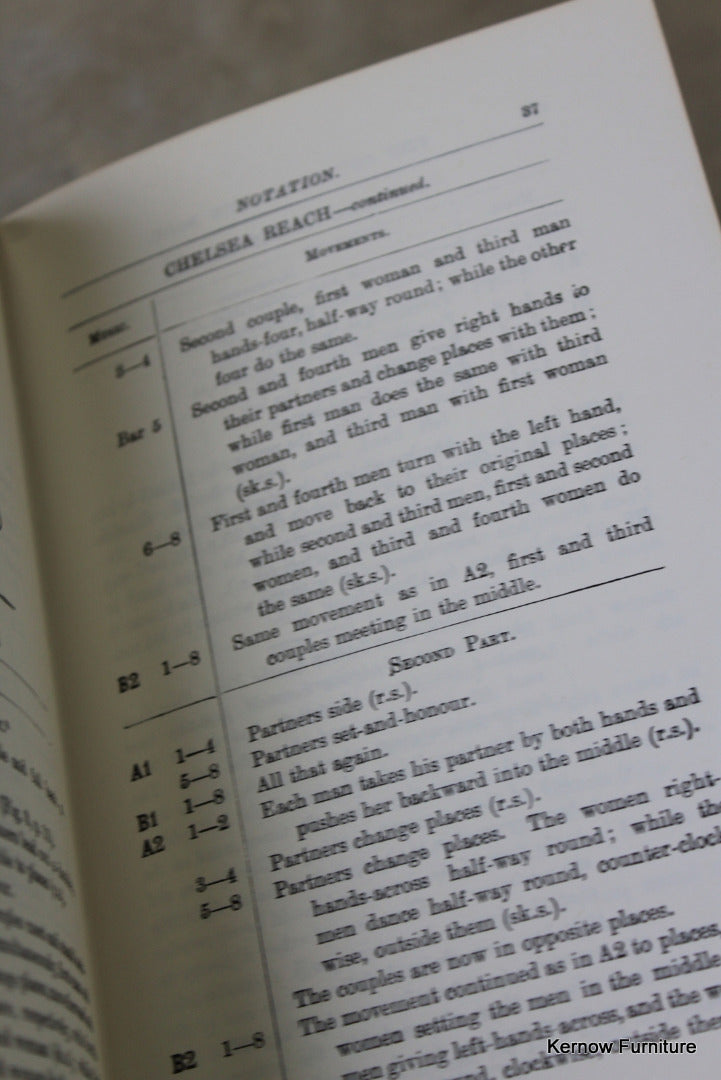 37
NOTATION.
CHELSEA REACH—continued.
Music.
Movements.
3—4 Second couple, first woman and third man
hands-four, half-way round; while the other
four do the same.
Bar 5 Second and fourth men give right hands to
their partners and change places with them;
while first man does the same with third
woman, and third man with first woman
(sk.s.).
6—8 First and fourth men turn with the left hand,
and move back to their original places;
while second and third men, first and second
women, and third and fourth women do
the same (sk.s.).
B2 1—8 Same movement as in A2, first and third
couples meeting in the middle.
Second Part.
A1 1—4 Partners side (r.s.).
5—8 Partners set-and-honour.
B1 1—8 All that again.
A2 1—2 Each man takes his partner by both hands and
pushes her backward into the middle (r.s.).
3—4 Partners change places (r.s.).
5—8 Partners change places. The women right-
hands-across half-way round; while the
men dance half-way round, counter-clock
wise, outside them (sk.s.).
The couples are now in opposite places.
B2 1—8 The movement continued as in A2 to places,
women setting the men in the middle
men giving left-hands-across, and the w
clockwise, outside the
Kernow Furniture